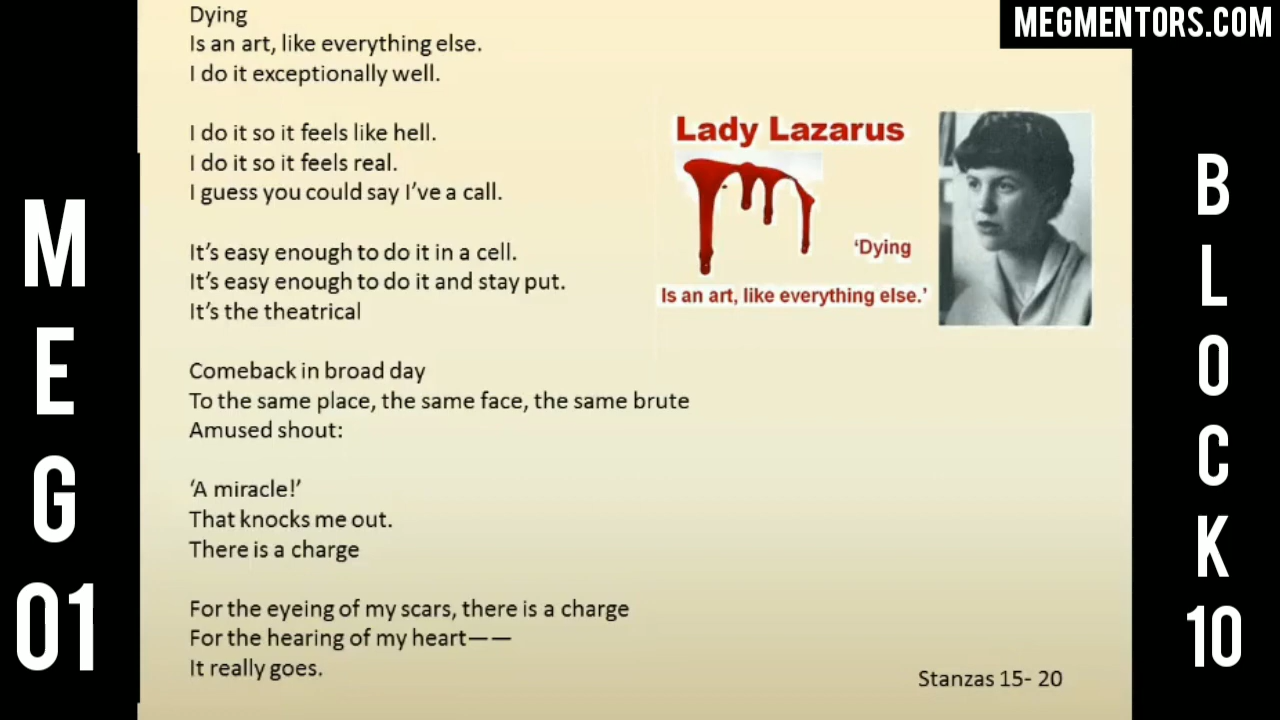 MEGMENTORS.COM
MEG 01
Dying
Is an art, like everything else.
I do it exceptionally well.
I do it so it feels like hell.
I do it so it feels real.
I guess you could say I’ve a call.
It’s easy enough to do it in a cell.
It’s easy enough to do it and stay put.
It’s the theatrical
Comeback in broad day
To the same place, the same face, the same brute
Amused shout:
‘A miracle!’
That knocks me out.
There is a charge
For the eyeing of my scars, there is a charge
For the hearing of my heart——
It really goes.
Lady Lazarus
‘Dying
Is an art, like everything else.’
Stanzas 15- 20
BLOCK 10